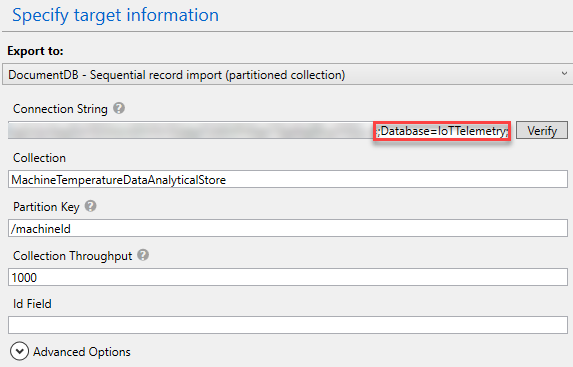 Specify target information
Export to:
DocumentDB - Sequential record import (partitioned collection)
Connection String ?
;Database=IoTTelemetry; Verify
Collection
MachineTemperatureDataAnalyticalStore
Partition Key ?
/machineId
Collection Throughput ?
1000
Id Field
Advanced Options